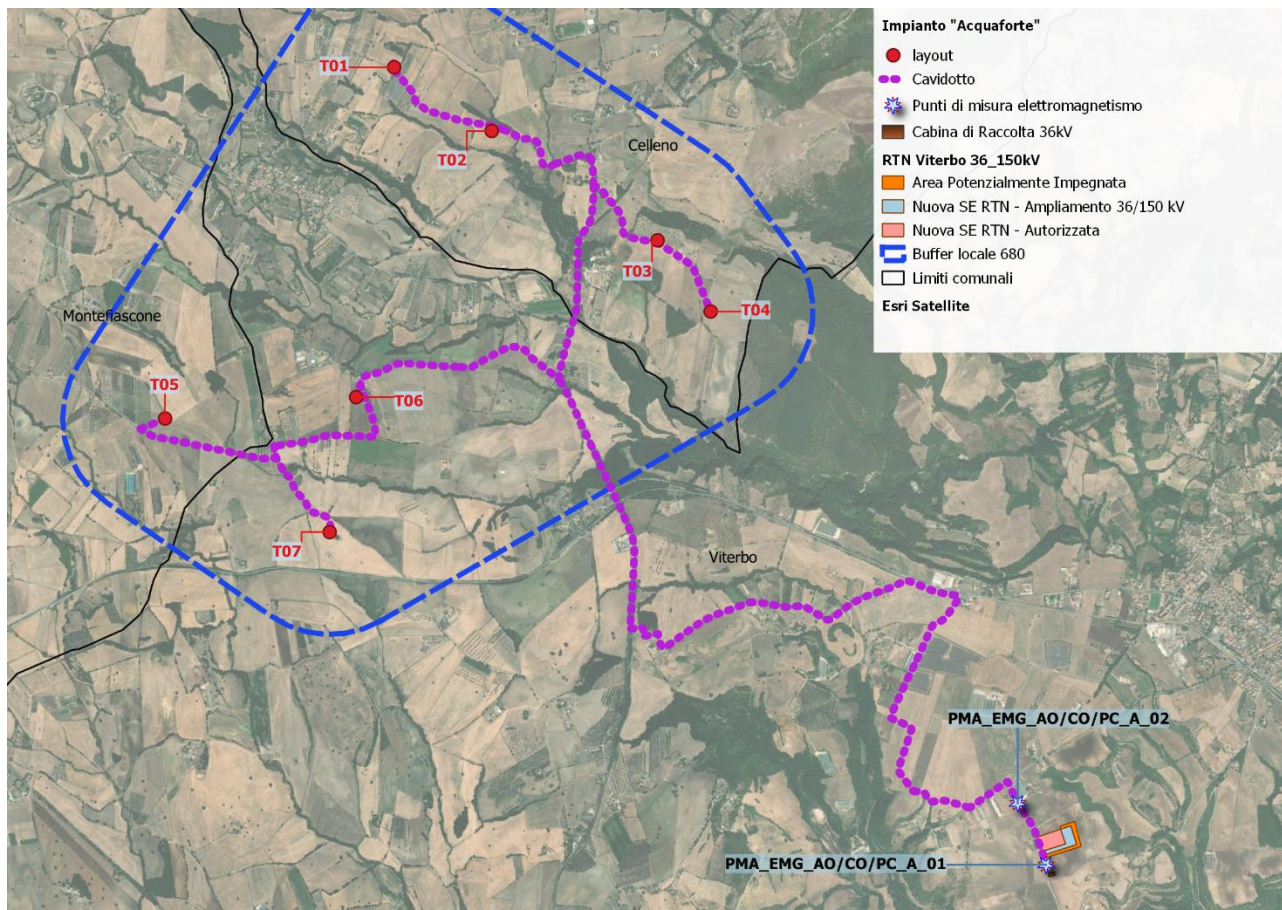 Impianto "Acquaforte"
layout
Cavidotto
Punti di misura elettromagnetismo
Cabina di Raccolta 36kV
RTN Viterbo 36_150kV
Area Potenzialmente Impegnata
Nuova SE RTN - Ampliamento 36/150 kV
Nuova SE RTN - Autorizzata
Buffer locale 680
Limiti comunali
Esri Satellite
T01
T02
Celleno
T03
T04
Montefiascone
T05
T06
T07
Viterbo
PMA_EMG_AO/CO/PC_A_02
PMA_EMG_AO/CO/PC_A_01